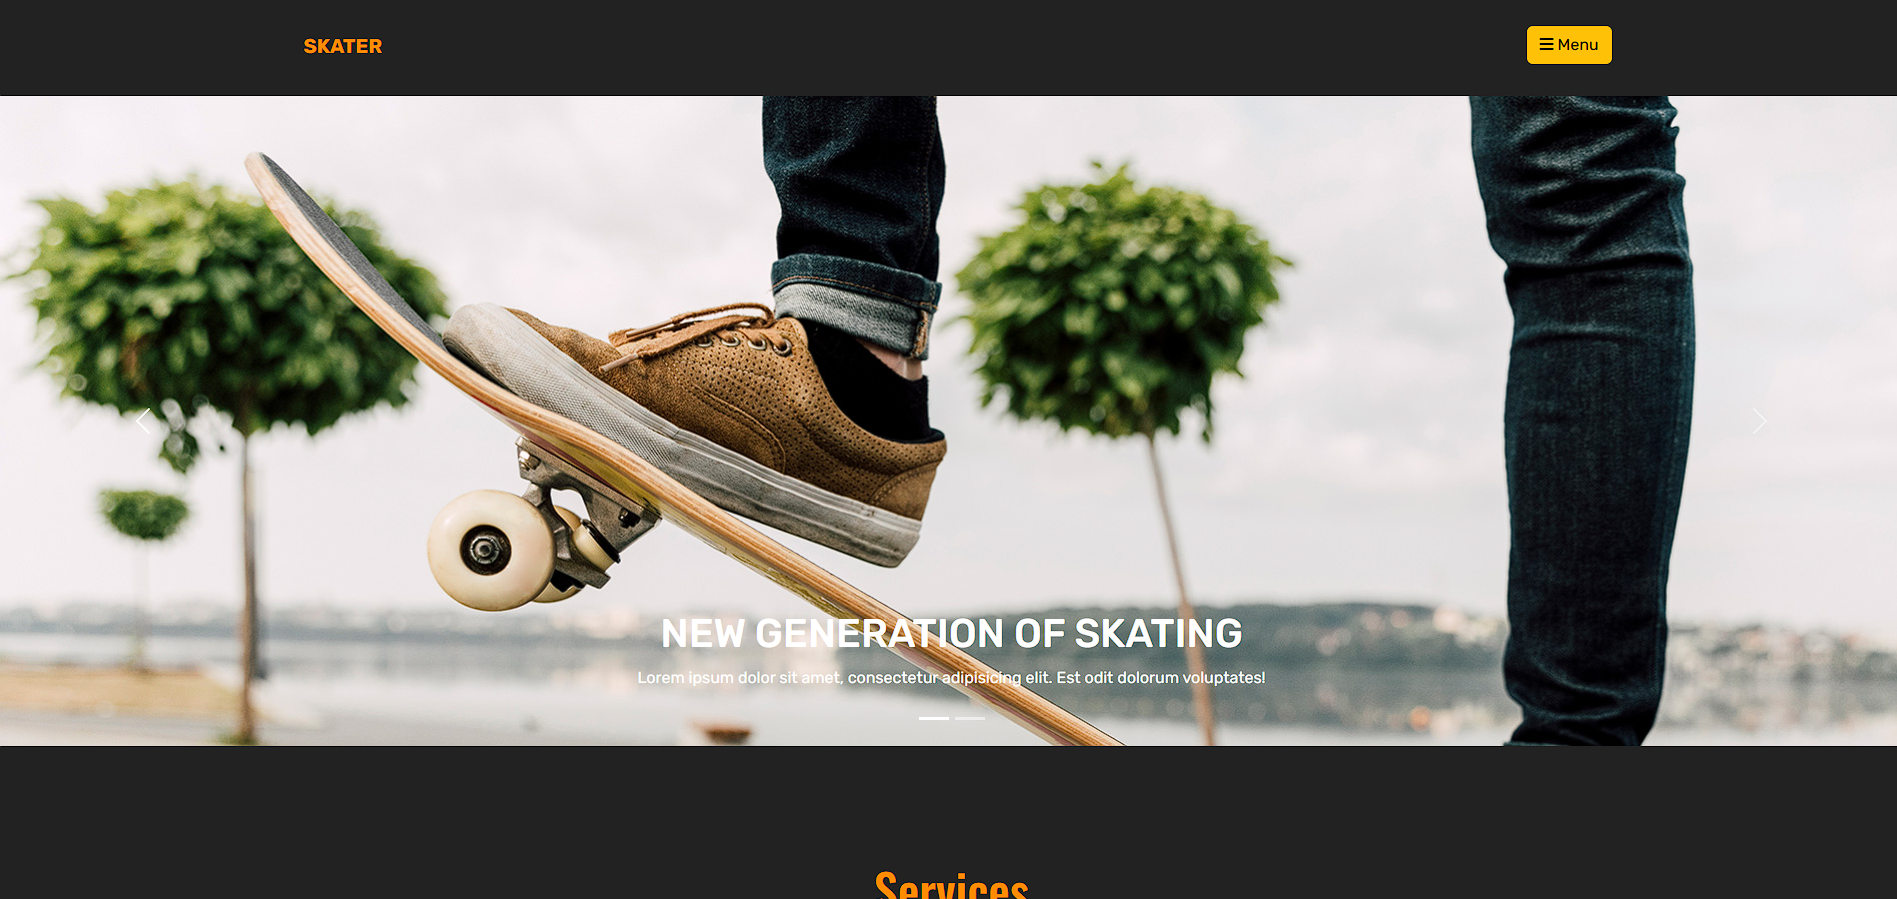 SKATER
Menu
NEW GENERATION OF SKATING
Lorem ipsum dolor sit amet, consectetur adipisicing elit. Est odit dolorum voluptates!
Services